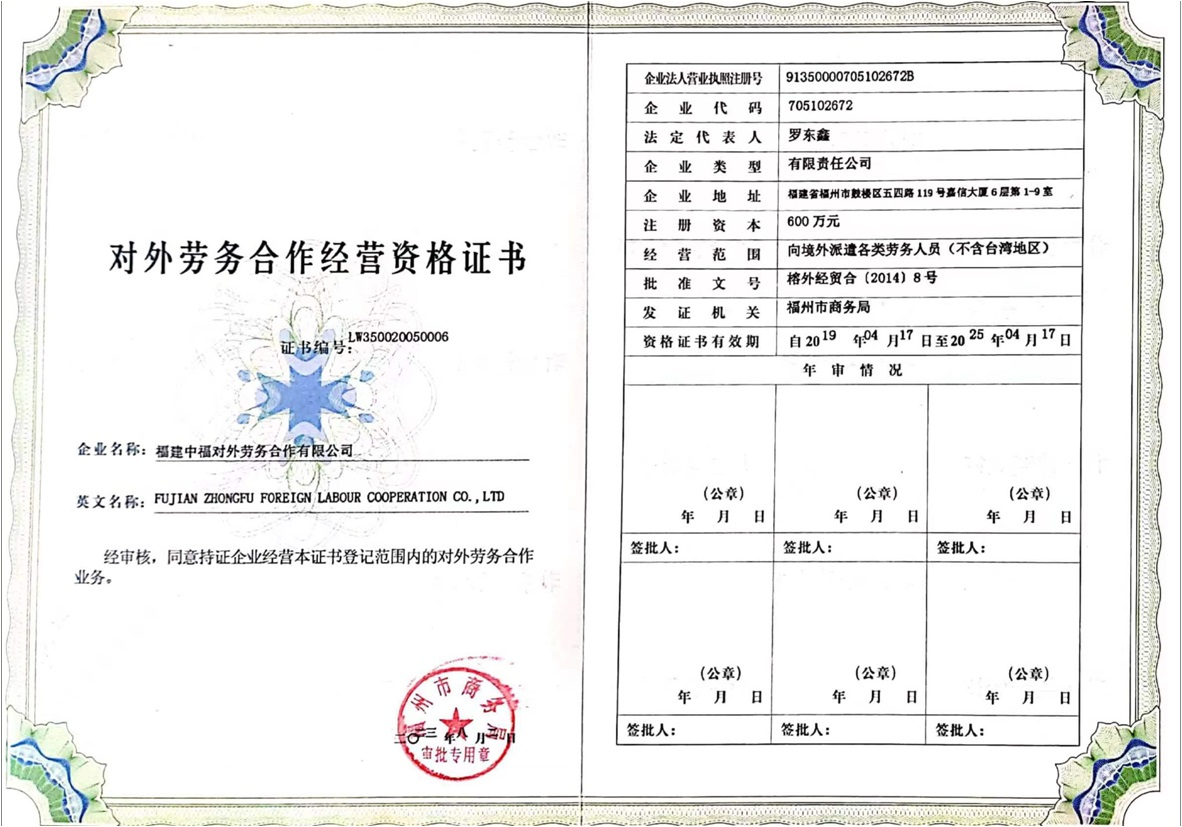 对外劳务合作经营资格证书
证书编号：LW350020050006
企业名称：福建中福对外劳务合作有限公司
英文名称：FUJIAN ZHONGFU FOREIGN LABOUR COOPERATION CO.,LTD
经审核，同意持证企业经营本证书登记范围内的对外劳务合作
业务。
福州市商务局
年八月 日
审批专用章
企业法人营业执照注册号 91350000705102672B
企业代码 705102672
法定代表人 罗东鑫
企业类型 有限责任公司
企业地址 福建省福州市鼓楼区五四路119号嘉信大厦6层第1-9室
注册资本 600万元
经营范围 向境外派遣各类劳务人员（不含台湾地区）
批准文号 榕外经贸合〔2014〕8号
发证机关 福州市商务局
资格证书有效期 自2019年04月17日至2025年04月17日
年审情况
（公章） （公章） （公章）
年 月 日 年 月 日 年 月 日
签批人： 签批人： 签批人：
（公章） （公章） （公章）
年 月 日 年 月 日 年 月 日
签批人： 签批人： 签批人：